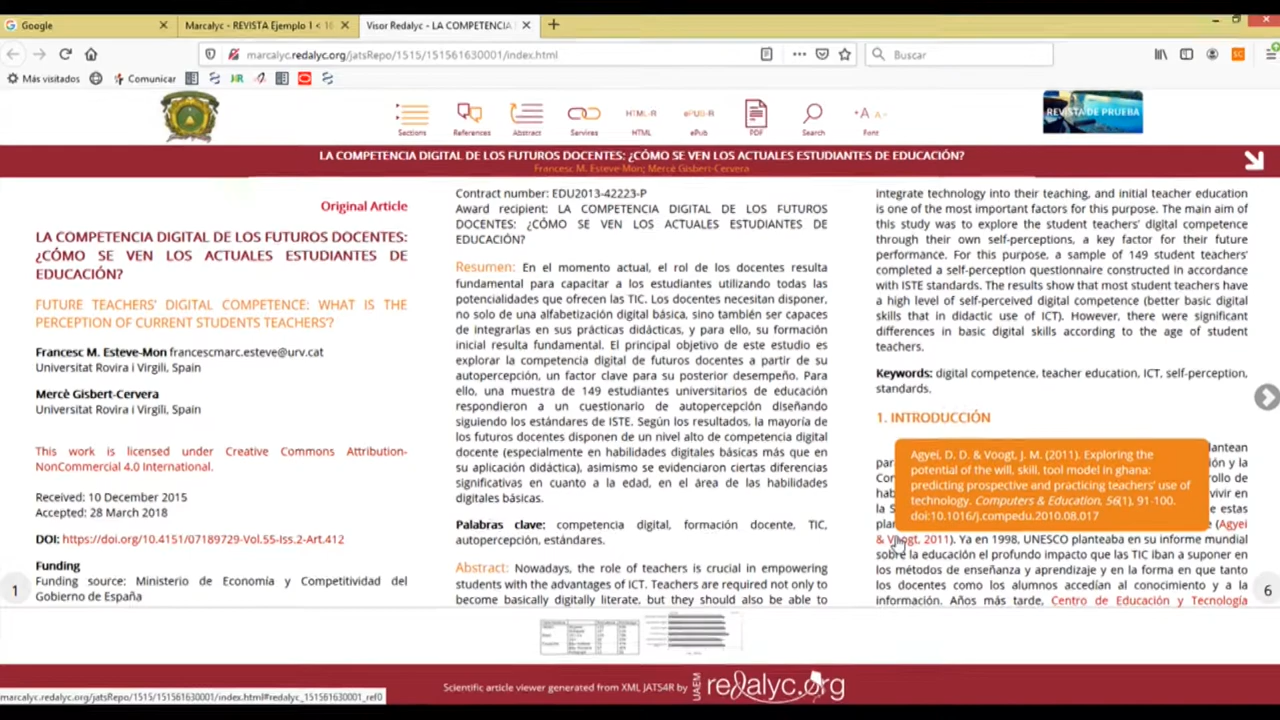 Google
Marcalyc - REVISTA Ejemplo 1 <
Visor Redalyc - LA COMPETENCIA
marcalyc.redalyc.org/jatsRepo/1515/151561630001/index.html
Buscar
Más visitados
Comunicar
Sections
References
Abstract
Services
HTML-R
HTML
ePUB-R
ePub
PDF
Search
+A A-
Font
REVISTA DE PRUEBA
LA COMPETENCIA DIGITAL DE LOS FUTUROS DOCENTES: ¿CÓMO SE VEN LOS ACTUALES ESTUDIANTES DE EDUCACIÓN?
Francesc M. Esteve-Mon; Mercè Gisbert-Cervera
Original Article
LA COMPETENCIA DIGITAL DE LOS FUTUROS DOCENTES:
¿CÓMO SE VEN LOS ACTUALES ESTUDIANTES DE
EDUCACIÓN?
FUTURE TEACHERS' DIGITAL COMPETENCE: WHAT IS THE
PERCEPTION OF CURRENT STUDENTS TEACHERS'?
Francesc M. Esteve-Mon francescmarc.esteve@urv.cat
Universitat Rovira i Virgili, Spain
Mercè Gisbert-Cervera
Universitat Rovira i Virgili, Spain
This work is licensed under Creative Commons Attribution-
NonCommercial 4.0 International.
Received: 10 December 2015
Accepted: 28 March 2018
DOI: https://doi.org/10.4151/07189729-Vol.55-Iss.2-Art.412
Funding
Funding source: Ministerio de Economía y Competitividad del
Gobierno de España
1
Contract number: EDU2013-42223-P
Award recipient: LA COMPETENCIA DIGITAL DE LOS FUTUROS
DOCENTES: ¿CÓMO SE VEN LOS ACTUALES ESTUDIANTES DE
EDUCACIÓN?
Resumen: En el momento actual, el rol de los docentes resulta
fundamental para capacitar a los estudiantes utilizando todas las
potencialidades que ofrecen las TIC. Los docentes necesitan disponer,
no solo de una alfabetización digital básica, sino también ser capaces
de integrarlas en sus prácticas didácticas, y para ello, su formación
inicial resulta fundamental. El principal objetivo de este estudio es
explorar la competencia digital de futuros docentes a partir de su
autopercepción, un factor clave para su posterior desempeño. Para
ello, una muestra de 149 estudiantes universitarios de educación
respondieron a un cuestionario de autopercepción diseñando
siguiendo los estándares de ISTE. Según los resultados, la mayoría de
los futuros docentes disponen de un nivel alto de competencia digital
docente (especialmente en habilidades digitales básicas más que en
su aplicación didáctica), asimismo se evidenciaron ciertas diferencias
significativas en cuanto a la edad, en el área de las habilidades
digitales básicas.
Palabras clave: competencia digital, formación docente, TIC,
autopercepción, estándares.
Abstract: Nowadays, the role of teachers is crucial in empowering
students with the advantages of ICT. Teachers are required not only to
become basically digitally literate, but they should also be able to
integrate technology into their teaching, and initial teacher education
is one of the most important factors for this purpose. The main aim of
this study was to explore the student teachers' digital competence
through their own self-perceptions, a key factor for their future
performance. For this purpose, a sample of 149 student teachers'
completed a self-perception questionnaire constructed in accordance
with ISTE standards. The results show that most student teachers have
a high level of self-perceived digital competence (better basic digital
skills that in didactic use of ICT). However, there were significant
differences in basic digital skills according to the age of student
teachers.
Keywords: digital competence, teacher education, ICT, self-perception,
standards.
1. INTRODUCCIÓN
Agyei, D. D. & Voogt, J. M. (2011). Exploring the
potential of the will, skill, tool model in ghana:
predicting prospective and practicing teachers' use of
technology. Computers & Education, 56(1), 91-100.
doi:10.1016/j.compedu.2010.08.017
(Agyei
& Voogt, 2011). Ya en 1998, UNESCO planteaba en su informe mundial
sobre la educación el profundo impacto que las TIC iban a suponer en
los métodos de enseñanza y aprendizaje y en la forma en que tanto
los docentes como los alumnos accedían al conocimiento y a la
información. Años más tarde, Centro de Educación y Tecnología
6
Scientific article viewer generated from XML JATS4R by
UAEM
redalyc.org
marcalyc.redalyc.org/jatsRepo/1515/151561630001/index.html#redalyc_151561630001_ref0